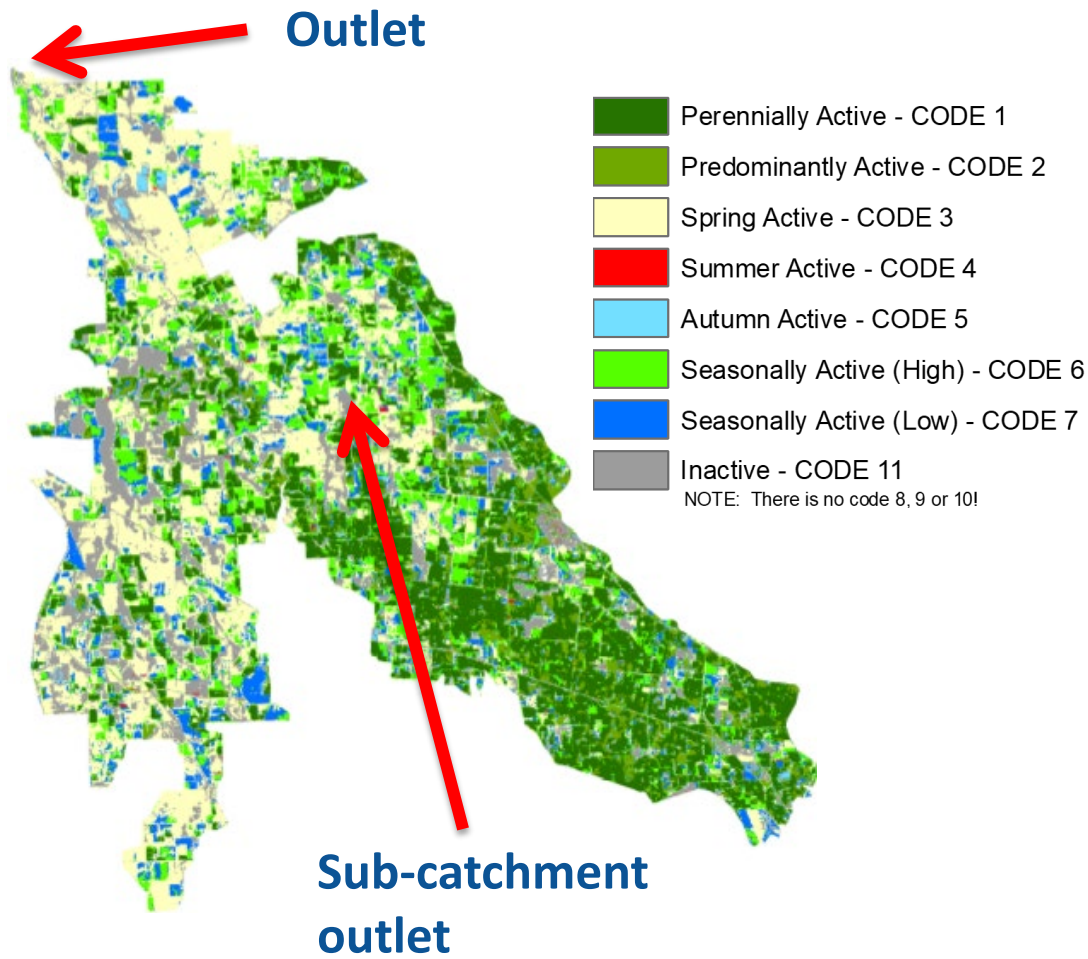 Outlet
Perennially Active - CODE 1
Predominantly Active - CODE 2
Spring Active - CODE 3
Summer Active - CODE 4
Autumn Active - CODE 5
Seasonally Active (High) - CODE 6
Seasonally Active (Low) - CODE 7
Inactive - CODE 11
NOTE: There is no code 8, 9 or 10!
Sub-catchment
outlet